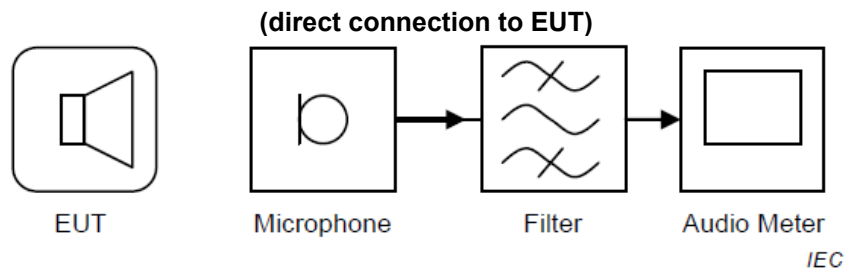 (direct connection to EUT)
EUT
Microphone
Filter
Audio Meter
IEC